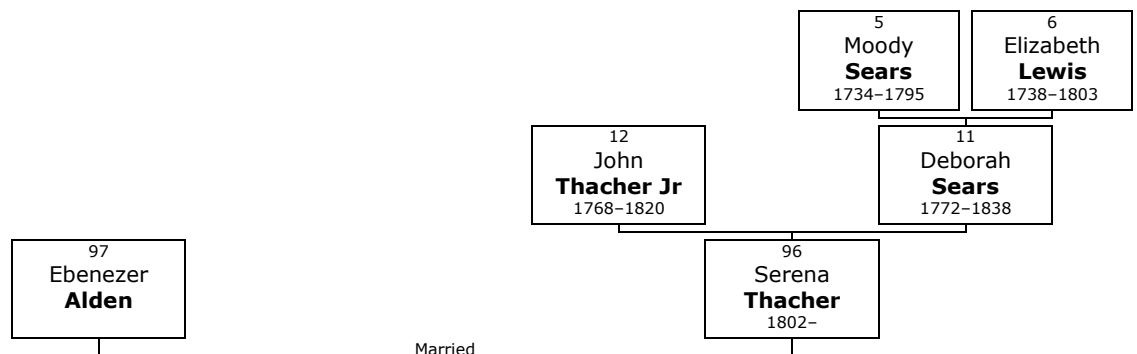 5
Moody
Sears
1734–1795
6
Elizabeth
Lewis
1738–1803
12
John
Thacher Jr
1768–1820
11
Deborah
Sears
1772–1838
97
Ebenezer
Alden
96
Serena
Thacher
1802–
Married